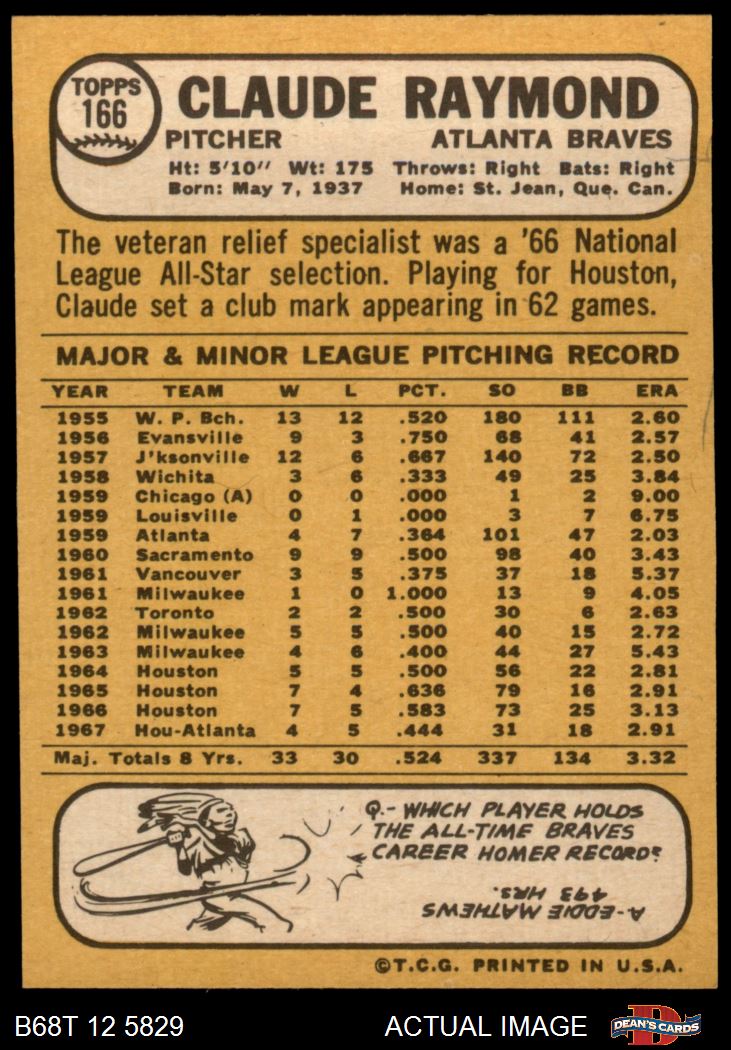 TOPPS
166
CLAUDE RAYMOND
PITCHER ATLANTA BRAVES
Ht: 5'10" Wt: 175 Throws: Right Bats: Right
Born: May 7, 1937 Home: St. Jean, Que. Can.
The veteran relief specialist was a '66 National
League All-Star selection. Playing for Houston,
Claude set a club mark appearing in 62 games.
MAJOR & MINOR LEAGUE PITCHING RECORD
YEAR TEAM W L PCT. SO BB ERA
1955 W. P. Bch. 13 12 .520 180 111 2.60
1956 Evansville 9 3 .750 68 41 2.57
1957 J'ksonville 12 6 .667 140 72 2.50
1958 Wichita 3 6 .333 49 25 3.84
1959 Chicago (A) 0 0 .000 1 2 9.00
1959 Louisville 0 1 .000 3 7 6.75
1959 Atlanta 4 7 .364 101 47 2.03
1960 Sacramento 9 9 .500 98 40 3.43
1961 Vancouver 3 5 .375 37 18 5.37
1961 Milwaukee 1 0 1.000 13 9 4.05
1962 Toronto 2 2 .500 30 6 2.63
1962 Milwaukee 5 5 .500 40 15 2.72
1963 Milwaukee 4 6 .400 44 27 5.43
1964 Houston 5 5 .500 56 22 2.81
1965 Houston 7 4 .636 79 16 2.91
1966 Houston 7 5 .583 73 25 3.13
1967 Hou-Atlanta 4 5 .444 31 18 2.91
Maj. Totals 8 Yrs. 33 30 .524 337 134 3.32
Q.- WHICH PLAYER HOLDS
THE ALL-TIME BRAVES
CAREER HOMER RECORD?
A-EDDIE MATHEWS
493 HRS.
©T.C.G. PRINTED IN U.S.A.
B68T 12 5829 ACTUAL IMAGE
D
DEAN'S CARDS